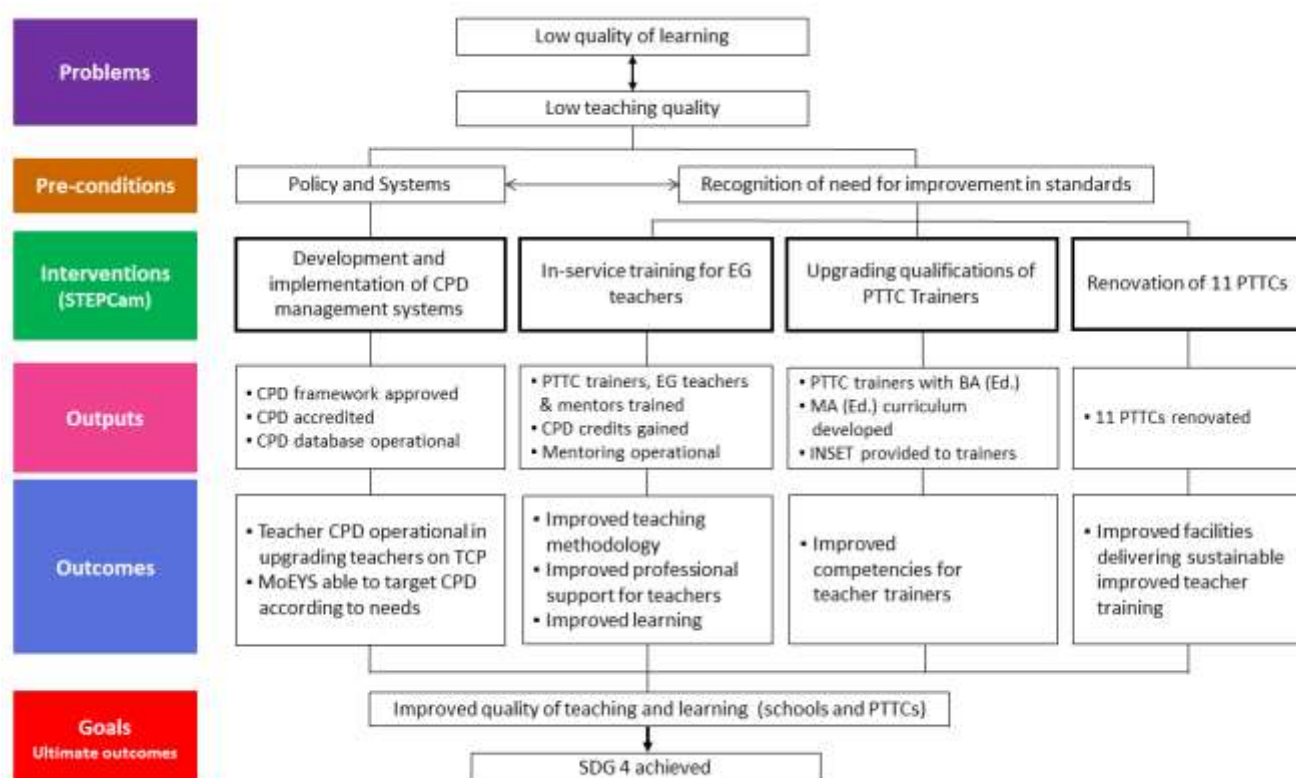 Problems
Low quality of learning
Low teaching quality
Pre-conditions
Policy and Systems
Recognition of need for improvement in standards
Interventions
(STEPCam)
Development and
implementation of CPD
management systems
In-service training for EG
teachers
Upgrading qualifications of
PTTC Trainers
Renovation of 11 PTTCs
Outputs
▪ CPD framework approved
▪ CPD accredited
▪ CPD database operational
▪ PTTC trainers, EG teachers
& mentors trained
▪ CPD credits gained
▪ Mentoring operational
▪ PTTC trainers with BA (Ed.)
▪ MA (Ed.) curriculum
developed
▪ INSET provided to trainers
▪ 11 PTTCs renovated
Outcomes
▪ Teacher CPD operational in
upgrading teachers on TCP
▪ MoEYS able to target CPD
according to needs
▪ Improved teaching
methodology
▪ Improved professional
support for teachers
▪ Improved learning
▪ Improved
competencies for
teacher trainers
▪ Improved facilities
delivering sustainable
improved teacher
training
Goals
Ultimate outcomes
Improved quality of teaching and learning (schools and PTTCs)
SDG 4 achieved